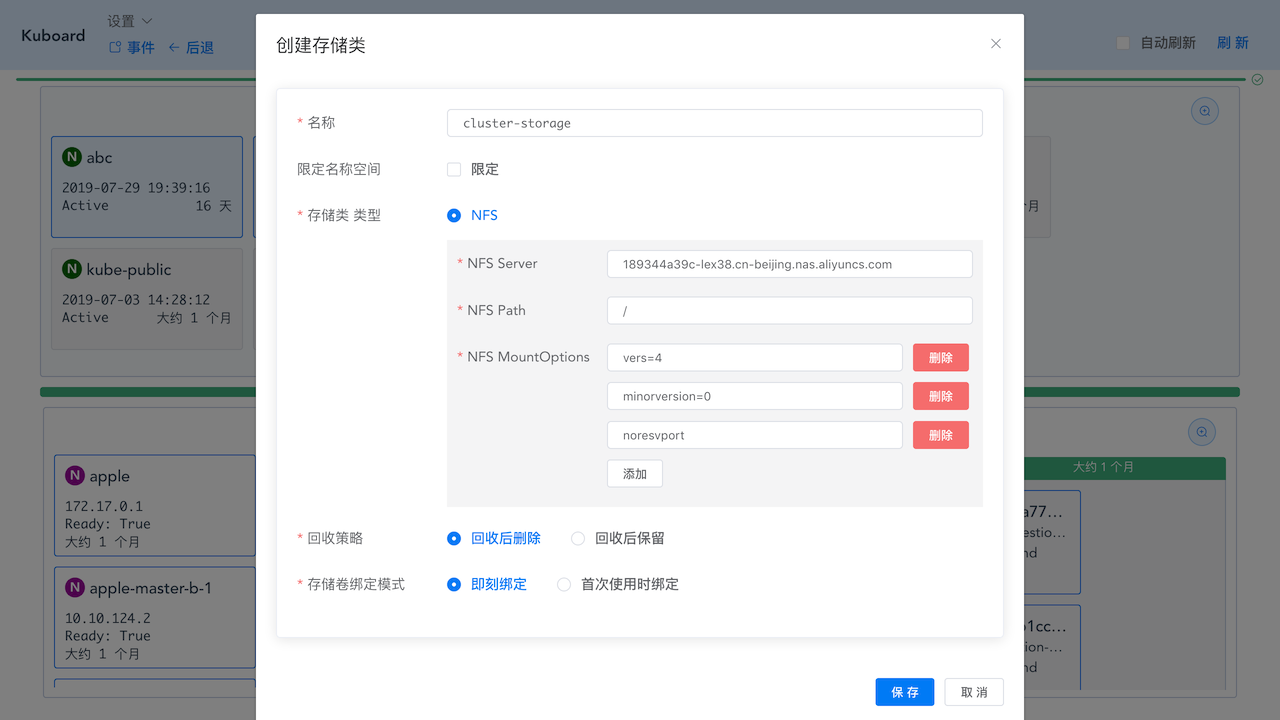 Kuboard
设置
事件
后退
自动刷新
刷 新
创建存储类
* 名称
cluster-storage
限定名称空间
限定
* 存储类 类型
NFS
* NFS Server
189344a39c-lex38.cn-beijing.nas.aliyuncs.com
* NFS Path
/
* NFS MountOptions
vers=4
删除
minorversion=0
删除
noresvport
删除
添加
* 回收策略
回收后删除
回收后保留
* 存储卷绑定模式
即刻绑定
首次使用时绑定
保 存
取 消
N abc
2019-07-29 19:39:16
Active
16 天
N kube-public
2019-07-03 14:28:12
Active
大约 1 个月
个月
N apple
172.17.0.1
Ready: True
大约 1 个月
N apple-master-b-1
10.10.124.2
Ready: True
大约 1 个月
大约 1 个月
a77...
estio...
nd
1cc...
ion-...
nd